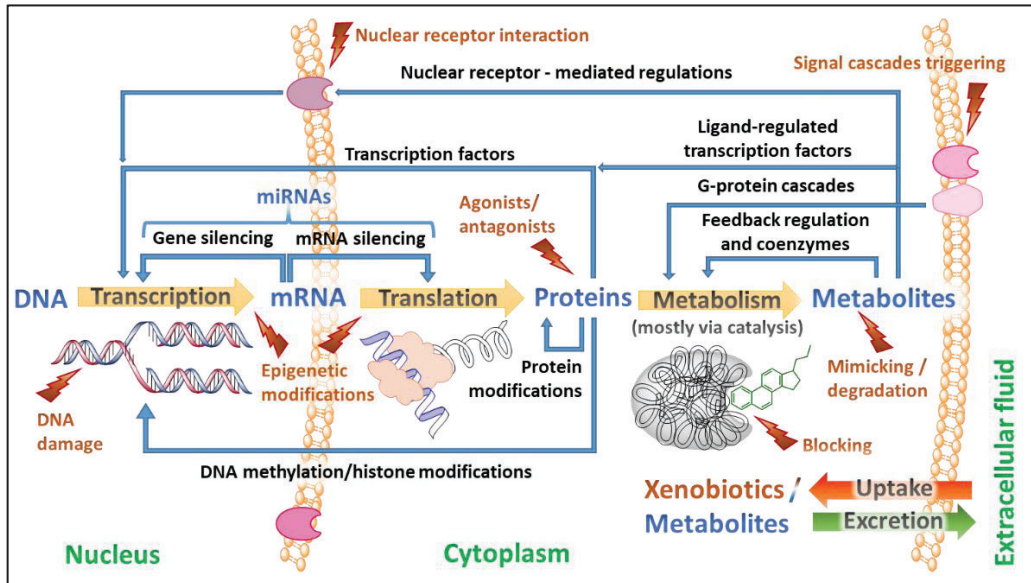 Nuclear receptor interaction
Signal cascades triggering
Nuclear receptor - mediated regulations
Ligand-regulated
transcription factors
Transcription factors
G-protein cascades
miRNAs
Agonists/
antagonists
Feedback regulation
and coenzymes
Gene silencing
mRNA silencing
DNA
Transcription
mRNA
Translation
Proteins
Metabolism
Metabolites
(mostly via catalysis)
Epigenetic
modifications
Protein
modifications
Mimicking /
degradation
DNA
damage
Blocking
DNA methylation/histone modifications
Xenobiotics /
Metabolites
Uptake
Excretion
Extracellular fluid
Nucleus
Cytoplasm